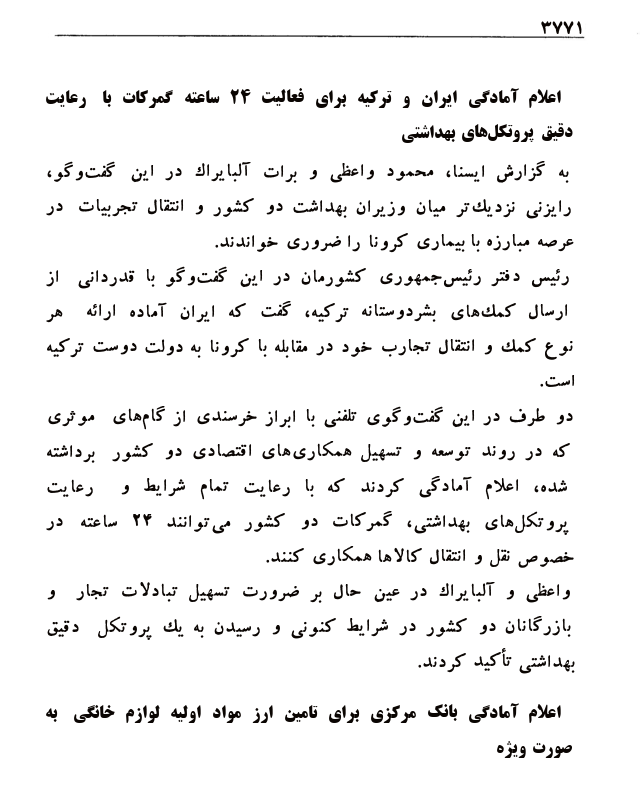 ۳۷۷۱
اعلام آمادگی ایران و ترکیه برای فعالیت ۲۴ ساعته گمرکات با رعایت
دقیق پروتکل‌های بهداشتی
به گزارش ایسنا، محمود واعظی و برات آلبایراك در این گفت‌وگو،
رایزنی نزدیك‌تر میان وزیران بهداشت دو کشور و انتقال تجربیات در
عرصه مبارزه با بیماری کرونا را ضروری خواندند.
رئیس دفتر رئیس‌جمهوری کشورمان در این گفت‌وگو با قدردانی از
ارسال کمك‌های بشردوستانه ترکیه، گفت که ایران آماده ارائه هر
نوع کمك و انتقال تجارب خود در مقابله با کرونا به دولت دوست ترکیه
است.
دو طرف در این گفت‌وگوی تلفنی با ابراز خرسندی از گام‌های موثری
که در روند توسعه و تسهیل همکاری‌های اقتصادی دو کشور برداشته
شده، اعلام آمادگی کردند که با رعایت تمام شرایط و رعایت
پروتکل‌های بهداشتی، گمرکات دو کشور می‌توانند ۲۴ ساعته در
خصوص نقل و انتقال کالاها همکاری کنند.
واعظی و آلبایراك در عین حال بر ضرورت تسهیل تبادلات تجار و
بازرگانان دو کشور در شرایط کنونی و رسیدن به یك پروتکل دقیق
بهداشتی تأکید کردند.
اعلام آمادگی بانک مرکزی برای تامین ارز مواد اولیه لوازم خانگی به
صورت ویژه